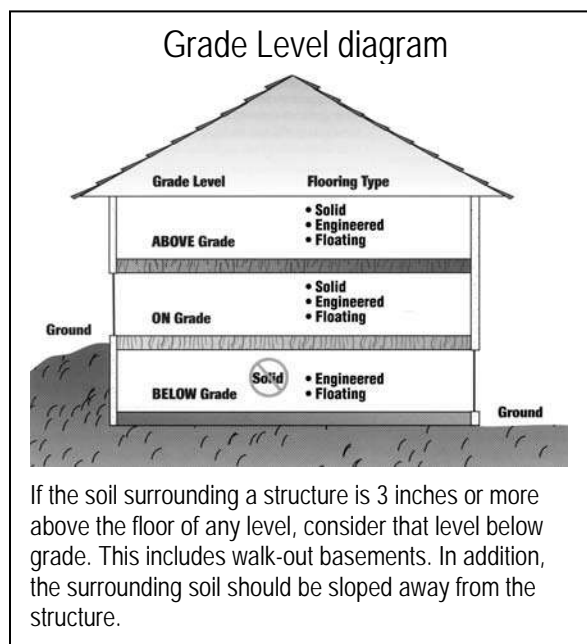 Grade Level diagram
Grade Level Flooring Type
• Solid
• Engineered
ABOVE Grade • Floating
• Solid
• Engineered
ON Grade • Floating
Ground
Solid • Engineered
BELOW Grade • Floating
Ground
If the soil surrounding a structure is 3 inches or more
above the floor of any level, consider that level below
grade. This includes walk-out basements. In addition,
the surrounding soil should be sloped away from the
structure.